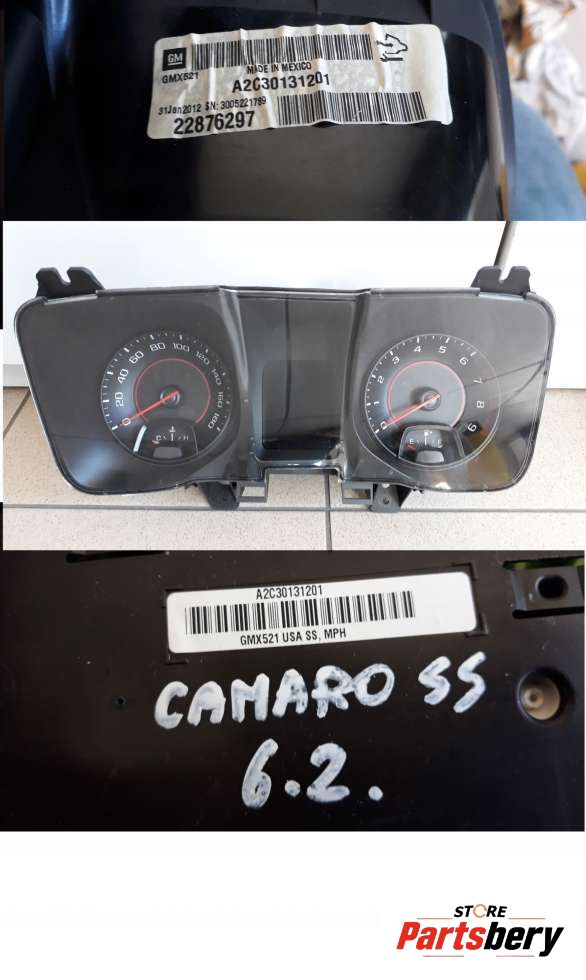 GM
GMX521
MADE IN MEXICO
A2C30131201
31Jan2012 SN: 3005221789
22876297
0 20 40 60 80 100 120 140 160 180
C H
0 1 2 3 4 5 6 7 8 9
E F
A2C30131201
GMX521 USA SS, MPH
CAMARO SS
6.2.
STORE
Partsbery